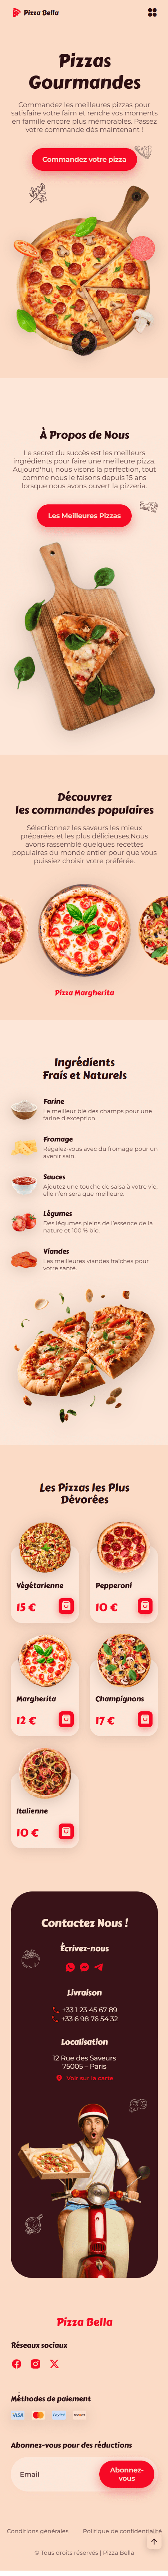 Pizza Bella
Pizzas
Gourmandes
Commandez les meilleures pizzas pour
satisfaire votre faim et rendre vos moments
en famille encore plus mémorables. Passez
votre commande dès maintenant !
Commandez votre pizza
À Propos de Nous
Le secret du succès est les meilleurs
ingrédients pour faire une meilleure pizza.
Aujourd'hui, nous visons la perfection, tout
comme nous le faisons depuis 15 ans
lorsque nous avons ouvert la pizzeria.
Les Meilleures Pizzas
Découvrez
les commandes populaires
Sélectionnez les saveurs les mieux
préparées et les plus délicieuses.Nous
avons rassemblé quelques recettes
populaires du monde entier pour que vous
puissiez choisir votre préférée.
Pizza Margherita
Ingrédients
Frais et Naturels
Farine
Le meilleur blé des champs pour une
farine d'exception.
Fromage
Régalez-vous avec du fromage pour un
avenir sain.
Sauces
Ajoutez une touche de salsa à votre vie,
elle n'en sera que meilleure.
Légumes
Des légumes pleins de l'essence de la
nature et 100 % bio.
Viandes
Les meilleures viandes fraîches pour
votre santé.
Les Pizzas les Plus
Dévorées
Végétarienne
15 €
Pepperoni
10 €
Margherita
12 €
Champignons
17 €
Italienne
10 €
Contactez Nous !
Écrivez-nous
Livraison
+33 1 23 45 67 89
+33 6 98 76 54 32
Localisation
12 Rue des Saveurs
75005 – Paris
Voir sur la carte
Pizza Bella
Réseaux sociaux
Méthodes de paiement
VISA
PayPal
Abonnez-vous pour des réductions
Email
Abonnez-
vous
Conditions générales
Politique de confidentialité
© Tous droits réservés | Pizza Bella